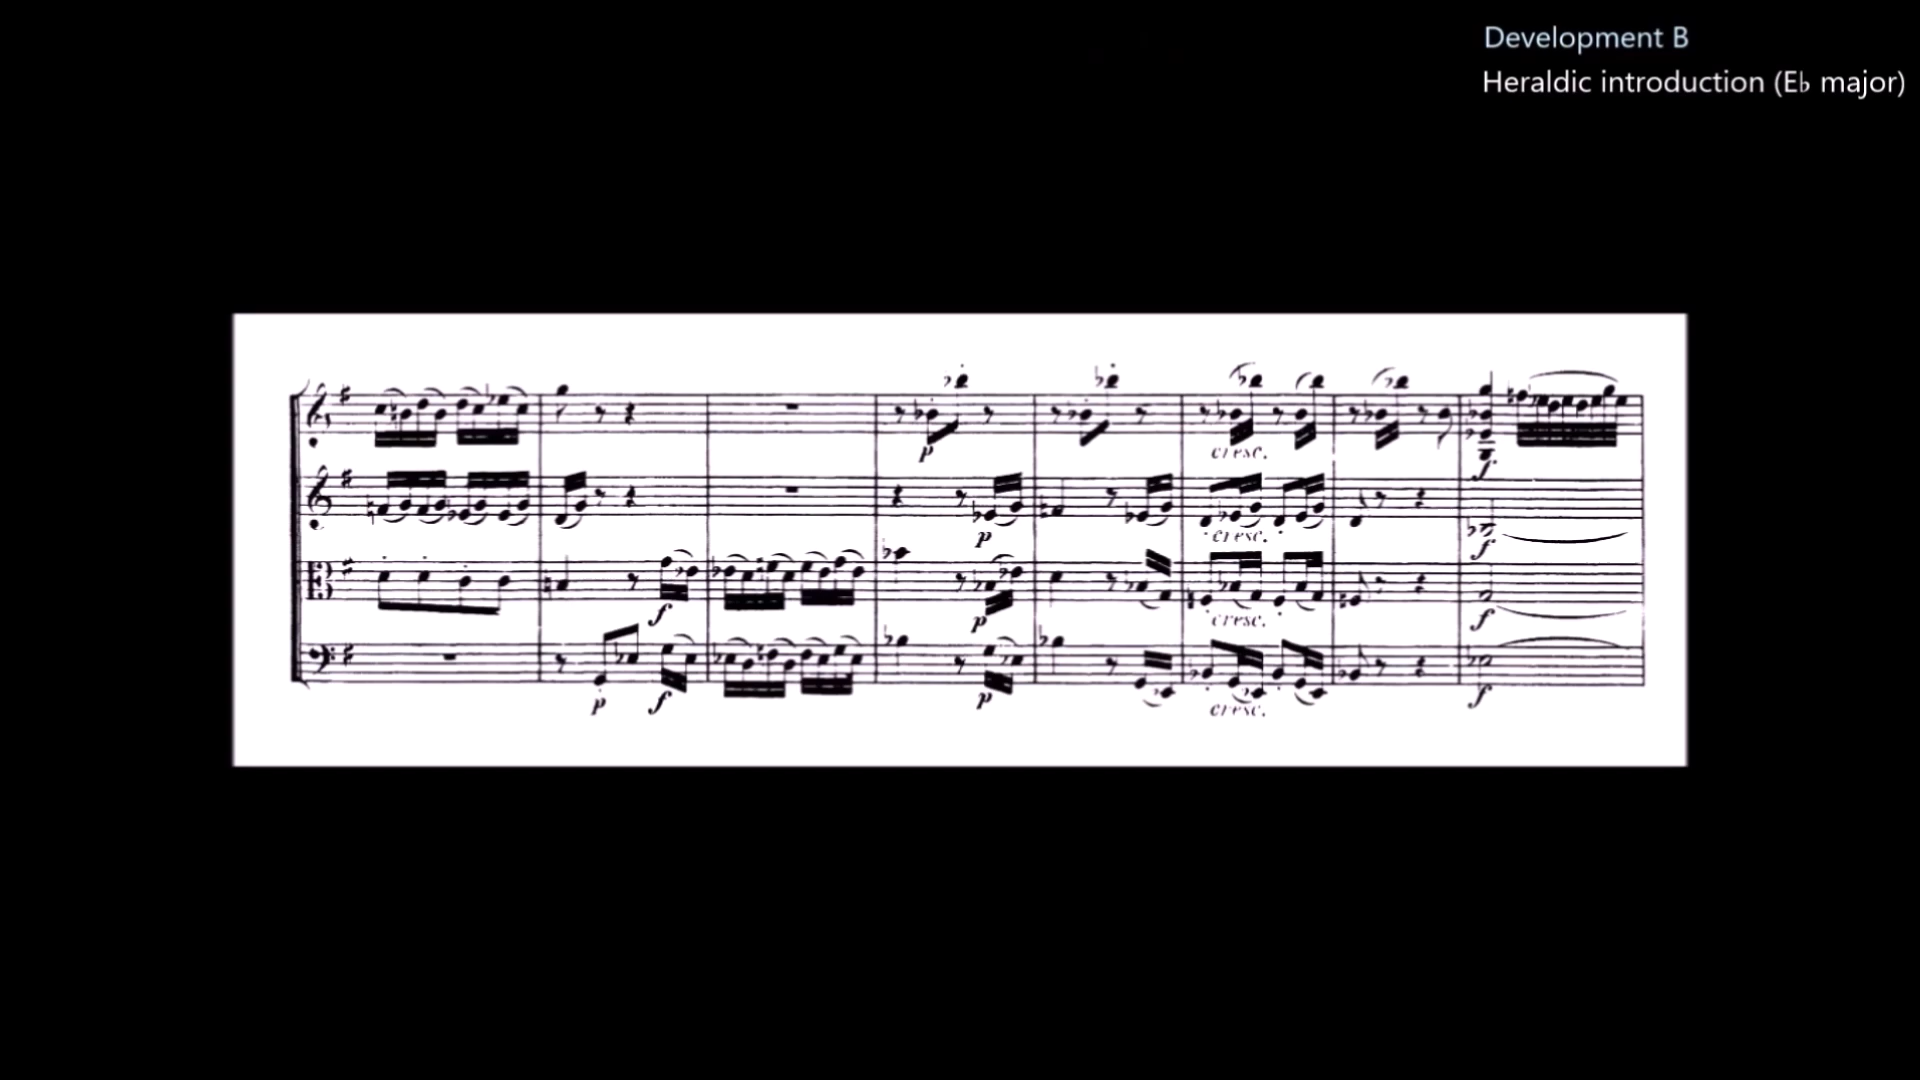 Development B
Heraldic introduction (E♭ major)
p
cresc.
p
cresc.
f
f
f
p
cresc.
f
p
f
p
cresc.
f